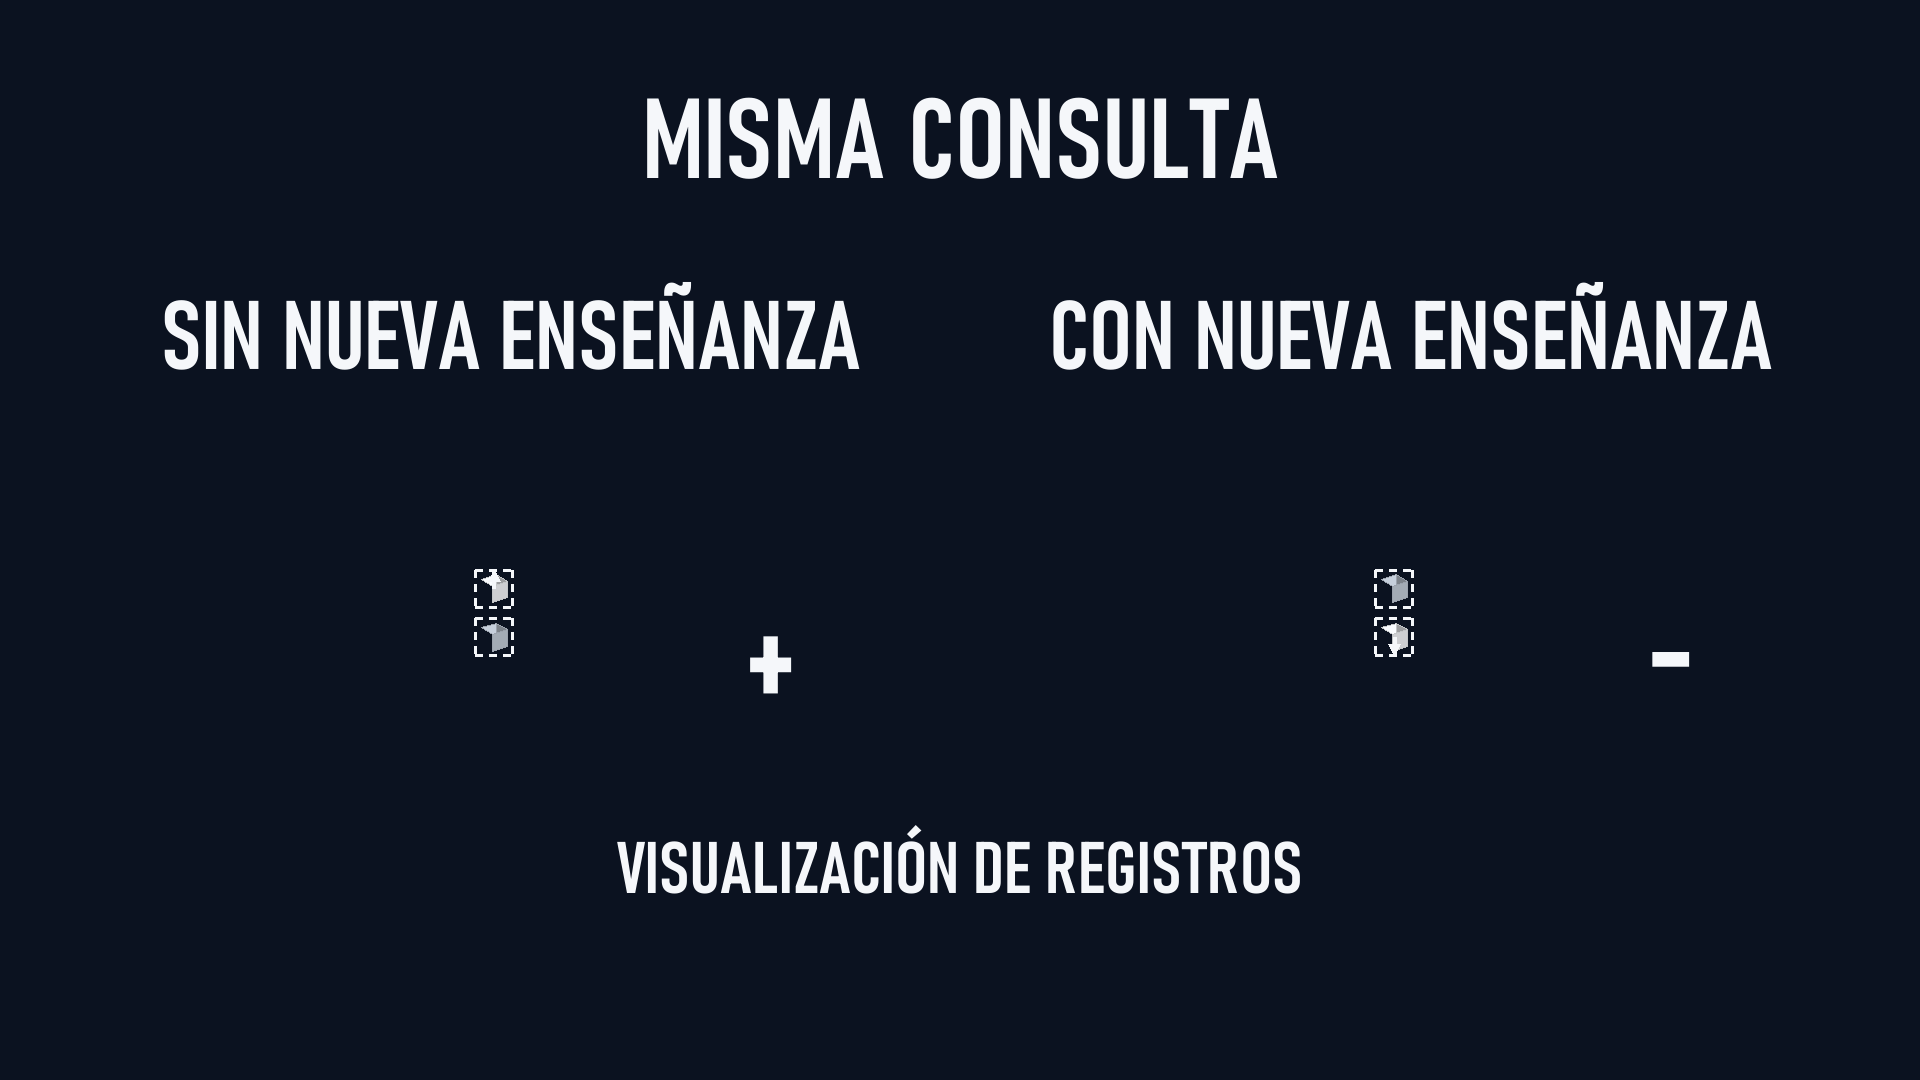 MISMA CONSULTA
SIN NUEVA ENSEÑANZA
CON NUEVA ENSEÑANZA
+
-
VISUALIZACIÓN DE REGISTROS